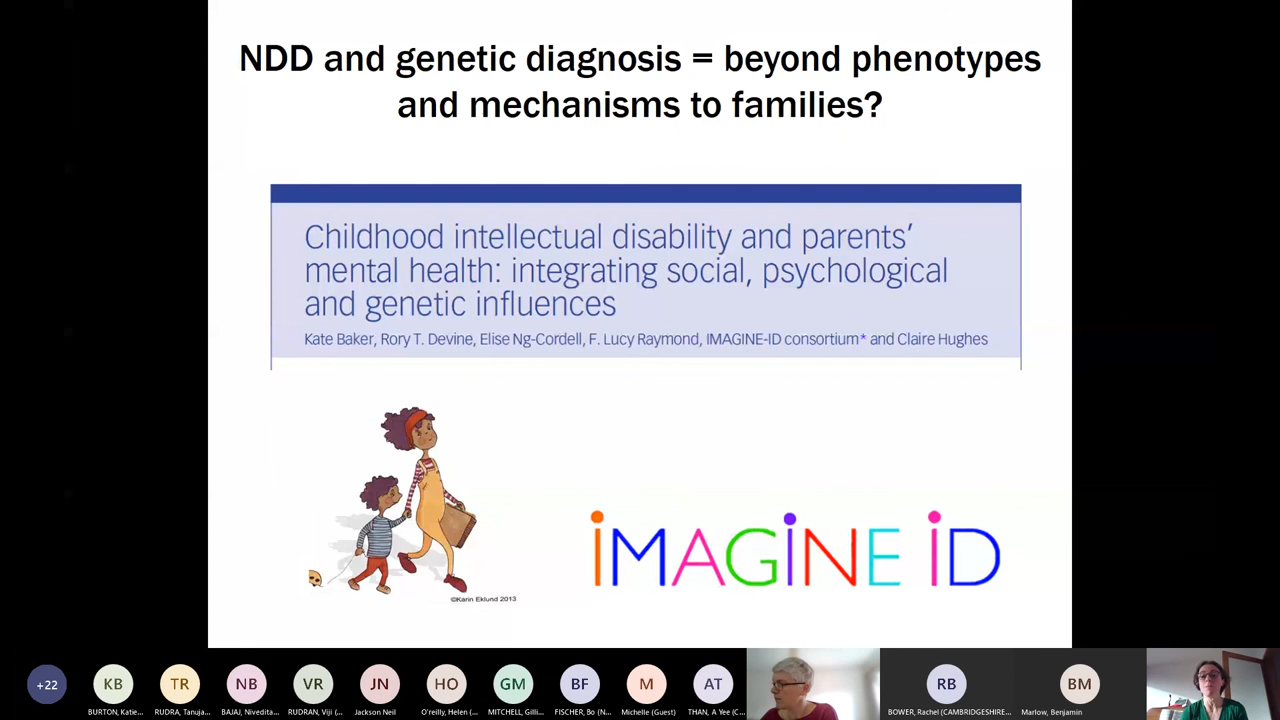 NDD and genetic diagnosis = beyond phenotypes
and mechanisms to families?
Childhood intellectual disability and parents’
mental health: integrating social, psychological
and genetic influences
Kate Baker, Rory T. Devine, Elise Ng-Cordell, F. Lucy Raymond, IMAGINE-ID consortium* and Claire Hughes
©Karin Eklund 2013
iMAGiNE iD
+22
KB
TR
NB
VR
JN
HO
GM
BF
M
AT
RB
BM
BURTON, Katie...
RUDRA, Tanuja...
BAJAJ, Nivedita...
RUDRAN, Viji (...
Jackson Neil
O'reilly, Helen (...
MITCHELL, Gilli...
FISCHER, Bo (N...
Michelle (Guest)
THAN, A Yee (C...
BOWER, Rachel (CAMBRIDGESHIRE...
Marlow, Benjamin